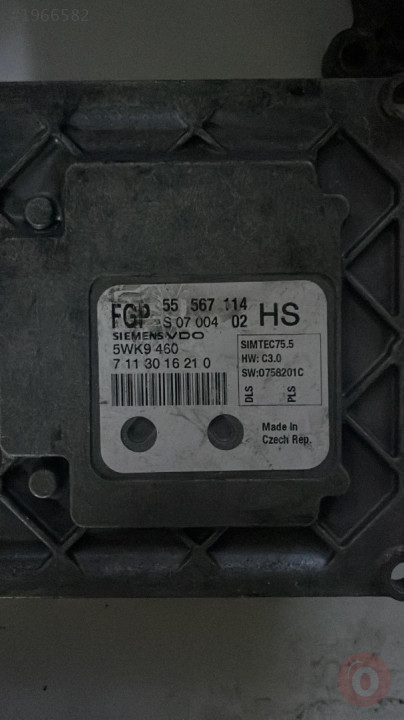 #1966582
FGP 55 567 114
S 07 004 02 HS
SIEMENS VDO
5WK9 460
7 11 30 16 21 0
SIMTEC75.5
HW: C3.0
SW:0758201C
DLS PLS
Made in
Czech Rep.